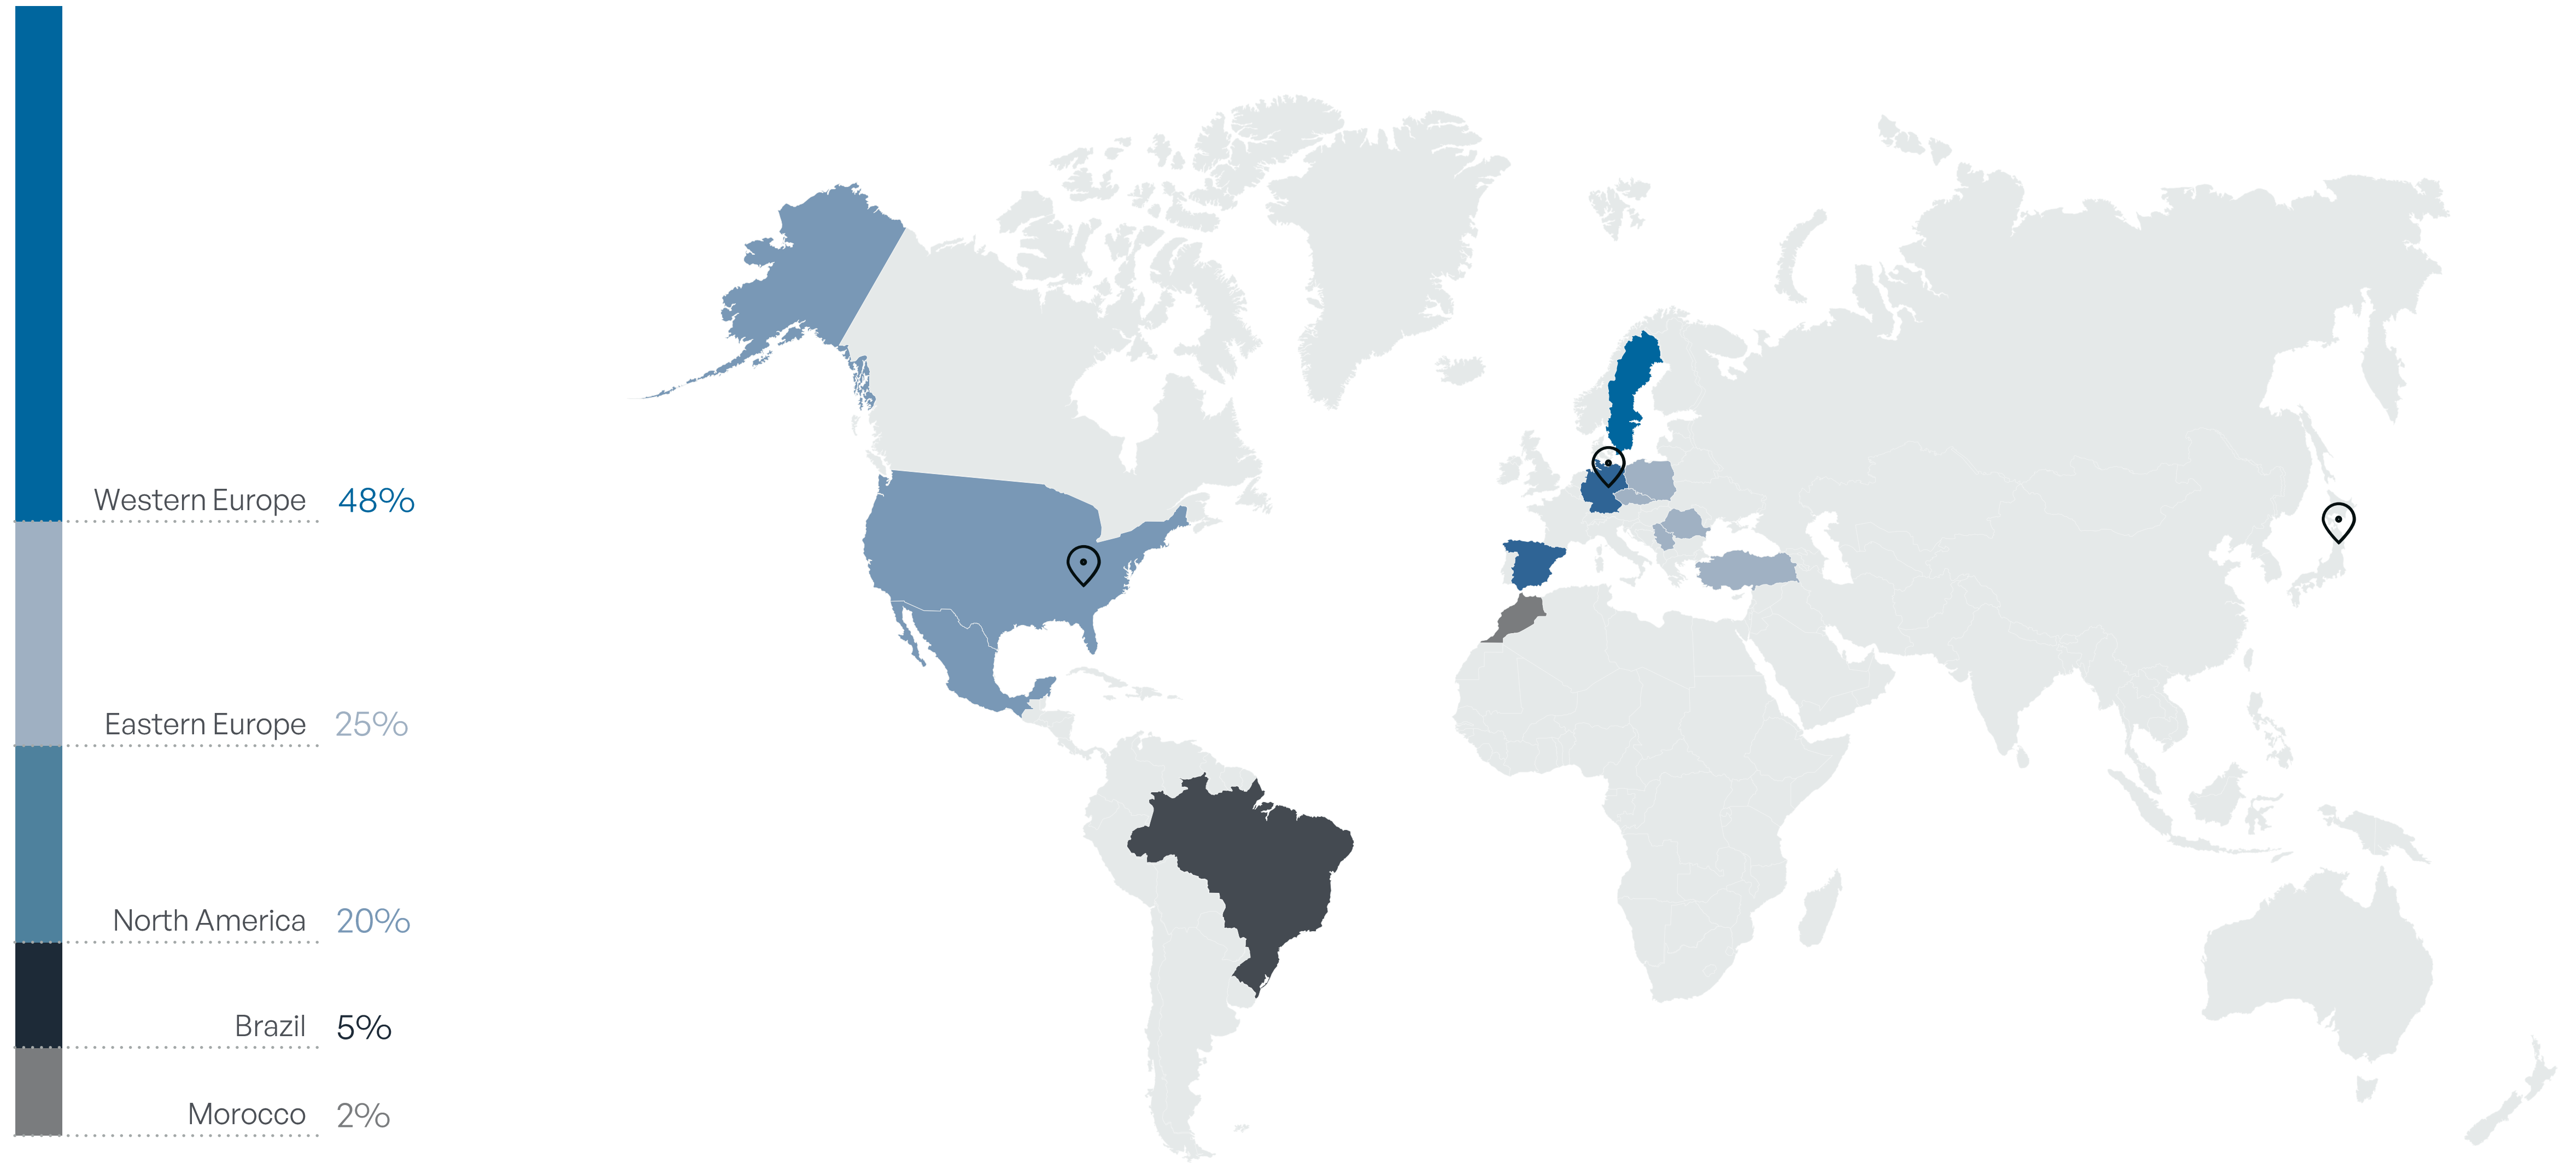 Western Europe 48%
Eastern Europe 25%
North America 20%
Brazil 5%
Morocco 2%